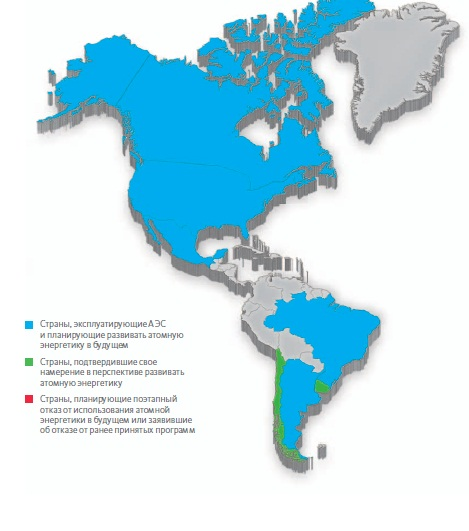 Страны, эксплуатирующие АЭС
и планирующие развивать атомную
энергетику в будущем
Страны, подтвердившие свое
намерение в перспективе развивать
атомную энергетику
Страны, планирующие поэтапный
отказ от использования атомной
энергетики в будущем или заявившие
об отказе от ранее принятых программ